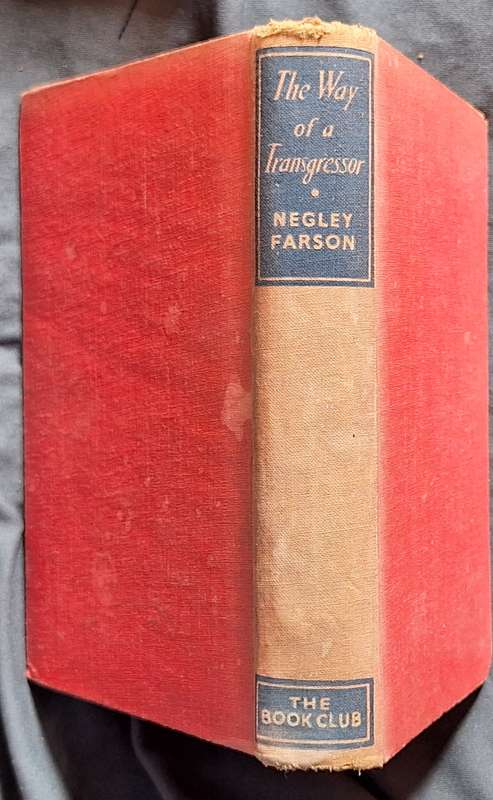 The Way
of a
Transgressor
•
NEGLEY
FARSON
THE
BOOK CLUB